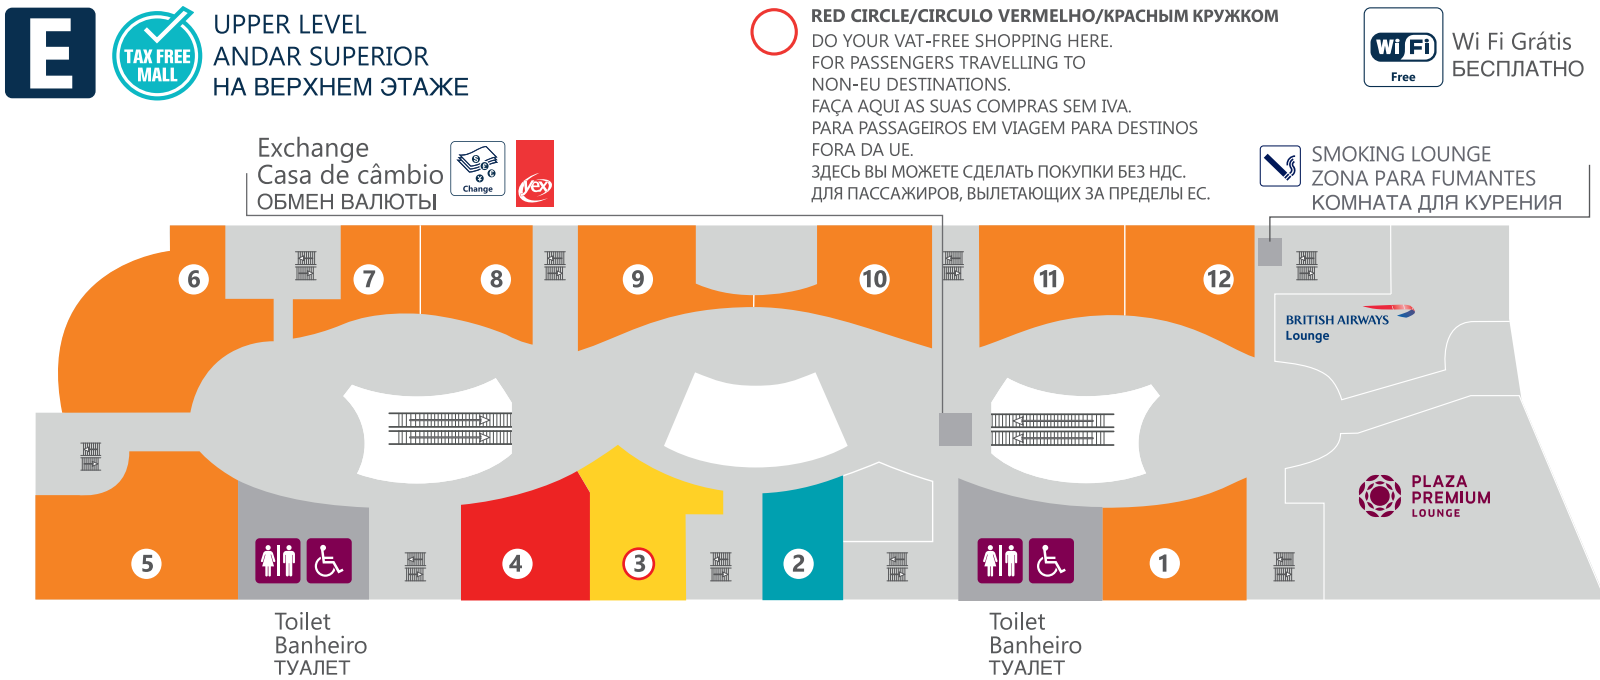 E
TAX FREE
MALL
UPPER LEVEL
ANDAR SUPERIOR
НА ВЕРХНЕМ ЭТАЖЕ
RED CIRCLE/CIRCULO VERMELHO/КРАСНЫМ КРУЖКОМ
DO YOUR VAT-FREE SHOPPING HERE.
FOR PASSENGERS TRAVELLING TO
NON-EU DESTINATIONS.
FAÇA AQUI AS SUAS COMPRAS SEM IVA.
PARA PASSAGEIROS EM VIAGEM PARA DESTINOS
FORA DA UE.
ЗДЕСЬ ВЫ МОЖЕТЕ СДЕЛАТЬ ПОКУПКИ БЕЗ НДС.
ДЛЯ ПАССАЖИРОВ, ВЫЛЕТАЮЩИХ ЗА ПРЕДЕЛЫ ЕС.
Wi Fi
Free
Wi Fi Grátis
БЕСПЛАТНО
Exchange
Casa de câmbio
ОБМЕН ВАЛЮТЫ
Change
yex
SMOKING LOUNGE
ZONA PARA FUMANTES
КОМНАТА ДЛЯ КУРЕНИЯ
6
7
8
9
10
11
12
BRITISH AIRWAYS
Lounge
PLAZA
PREMIUM
LOUNGE
5
4
3
2
1
Toilet
Banheiro
ТУАЛЕТ
Toilet
Banheiro
ТУАЛЕТ